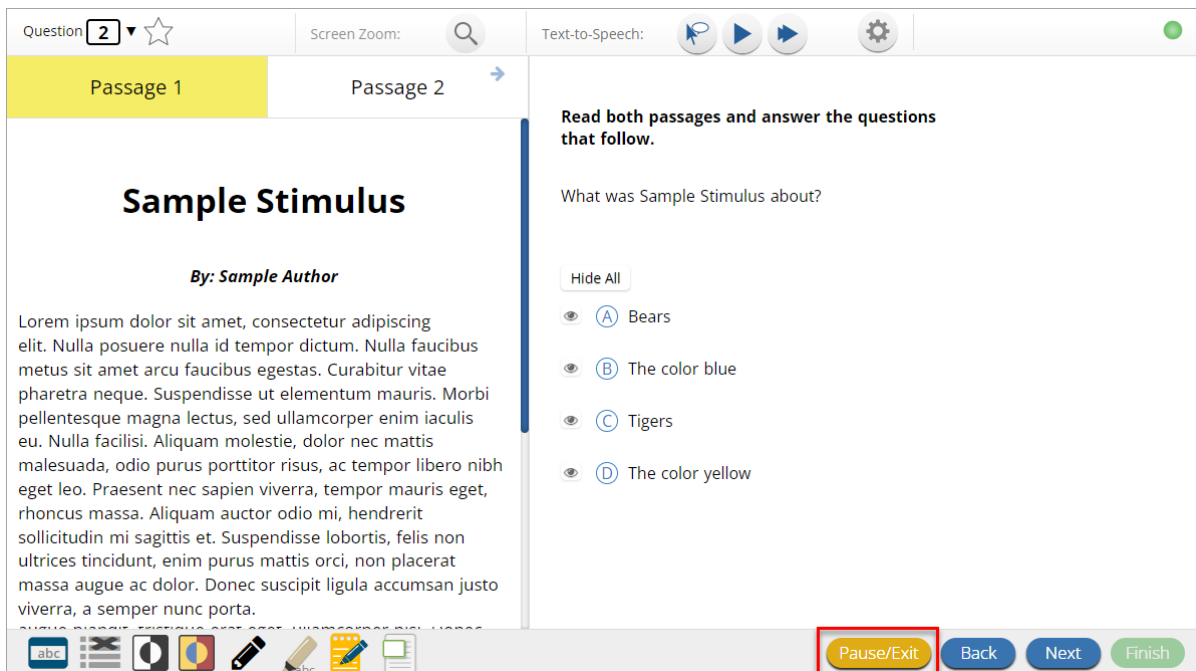 Question 2
Screen Zoom:
Text-to-Speech:
Passage 1
Passage 2
Sample Stimulus
By: Sample Author
Lorem ipsum dolor sit amet, consectetur adipiscing
elit. Nulla posuere nulla id tempor dictum. Nulla faucibus
metus sit amet arcu faucibus egestas. Curabitur vitae
pharetra neque. Suspendisse ut elementum mauris. Morbi
pellentesque magna lectus, sed ullamcorper enim iaculis
eu. Nulla facilisi. Aliquam molestie, dolor nec mattis
malesuada, odio purus porttitor risus, ac tempor libero nibh
eget leo. Praesent nec sapien viverra, tempor mauris eget,
rhoncus massa. Aliquam auctor odio mi, hendrerit
sollicitudin mi sagittis et. Suspendisse lobortis, felis non
ultrices tincidunt, enim purus mattis orci, non placerat
massa augue ac dolor. Donec suscipit ligula accumsan justo
viverra, a semper nunc porta.
Read both passages and answer the questions
that follow.
What was Sample Stimulus about?
Hide All
A Bears
B The color blue
C Tigers
D The color yellow
abc
abc
Pause/Exit
Back
Next
Finish